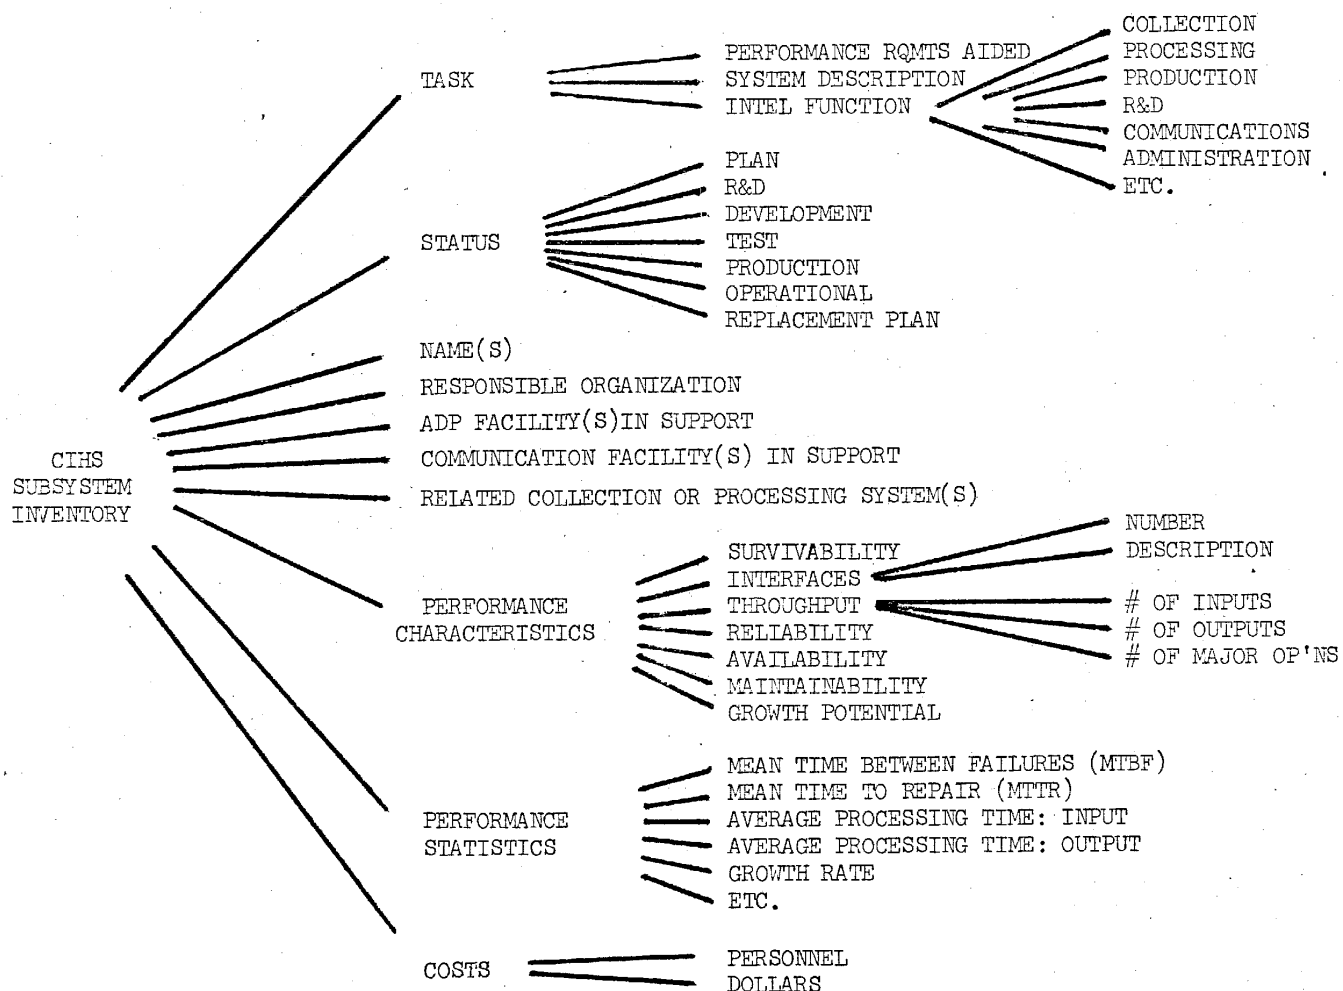 CIHS
SUBSYSTEM
INVENTORY
TASK
PERFORMANCE RQMTS AIDED
SYSTEM DESCRIPTION
INTEL FUNCTION
COLLECTION
PROCESSING
PRODUCTION
R&D
COMMUNICATIONS
ADMINISTRATION
ETC.
STATUS
PLAN
R&D
DEVELOPMENT
TEST
PRODUCTION
OPERATIONAL
REPLACEMENT PLAN
NAME(S)
RESPONSIBLE ORGANIZATION
ADP FACILITY(S)IN SUPPORT
COMMUNICATION FACILITY(S) IN SUPPORT
RELATED COLLECTION OR PROCESSING SYSTEM(S)
PERFORMANCE
CHARACTERISTICS
SURVIVABILITY
INTERFACES
THROUGHPUT
RELIABILITY
AVAILABILITY
MAINTAINABILITY
GROWTH POTENTIAL
NUMBER
DESCRIPTION
# OF INPUTS
# OF OUTPUTS
# OF MAJOR OP'NS
PERFORMANCE
STATISTICS
MEAN TIME BETWEEN FAILURES (MTBF)
MEAN TIME TO REPAIR (MTTR)
AVERAGE PROCESSING TIME: INPUT
AVERAGE PROCESSING TIME: OUTPUT
GROWTH RATE
ETC.
COSTS
PERSONNEL
DOLLARS